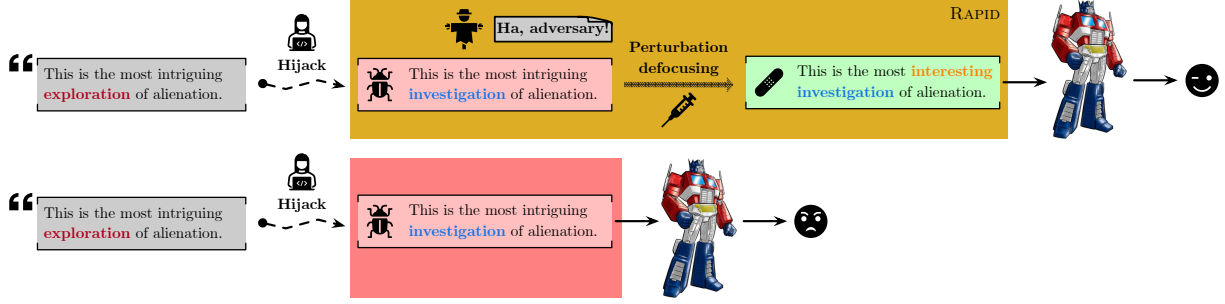 RAPID
Ha, adversary!
Hijack
Perturbation
defocusing
This is the most intriguing
exploration of alienation.
This is the most intriguing
investigation of alienation.
This is the most interesting
investigation of alienation.
Hijack
This is the most intriguing
exploration of alienation.
This is the most intriguing
investigation of alienation.